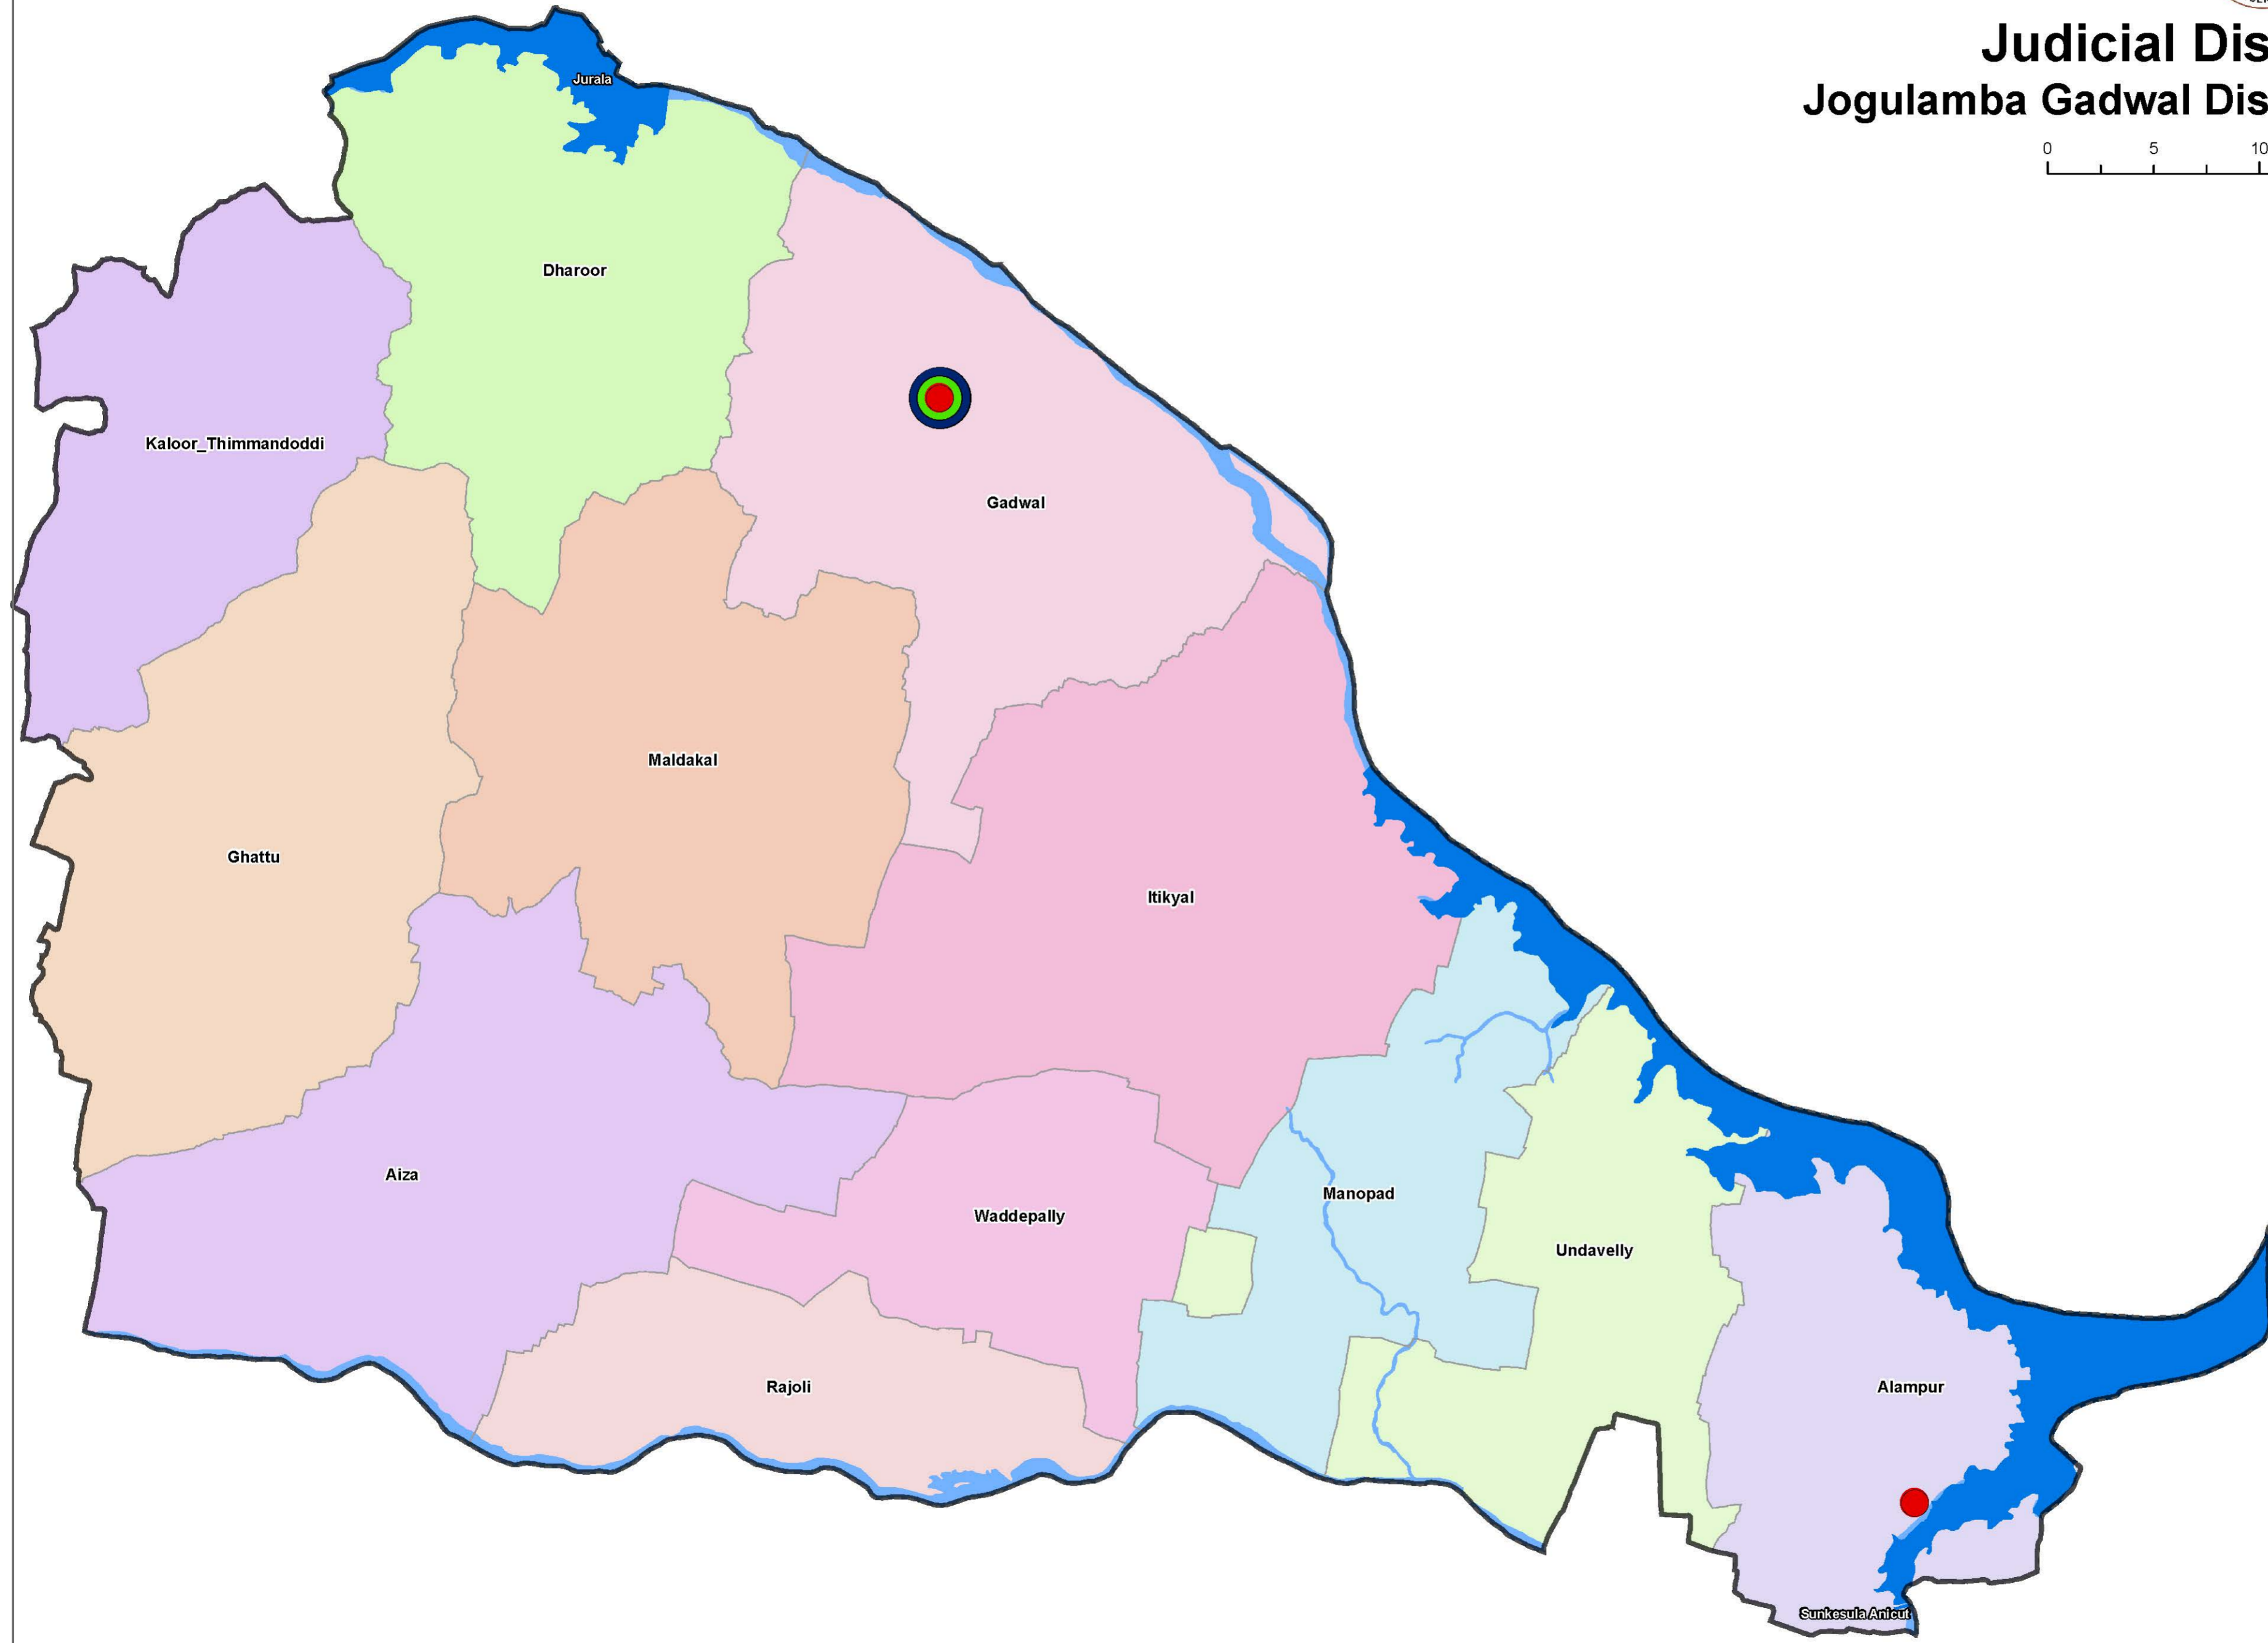 Judicial Dis
Jogulamba Gadwal Dis
0 5 10
Jurala
Dharoor
Kaloor_Thimmandoddi
Gadwal
Maldakal
Ghattu
Itikyal
Aiza
Manopad
Waddepally
Undavelly
Rajoli
Alampur
Sunkesula Anicut